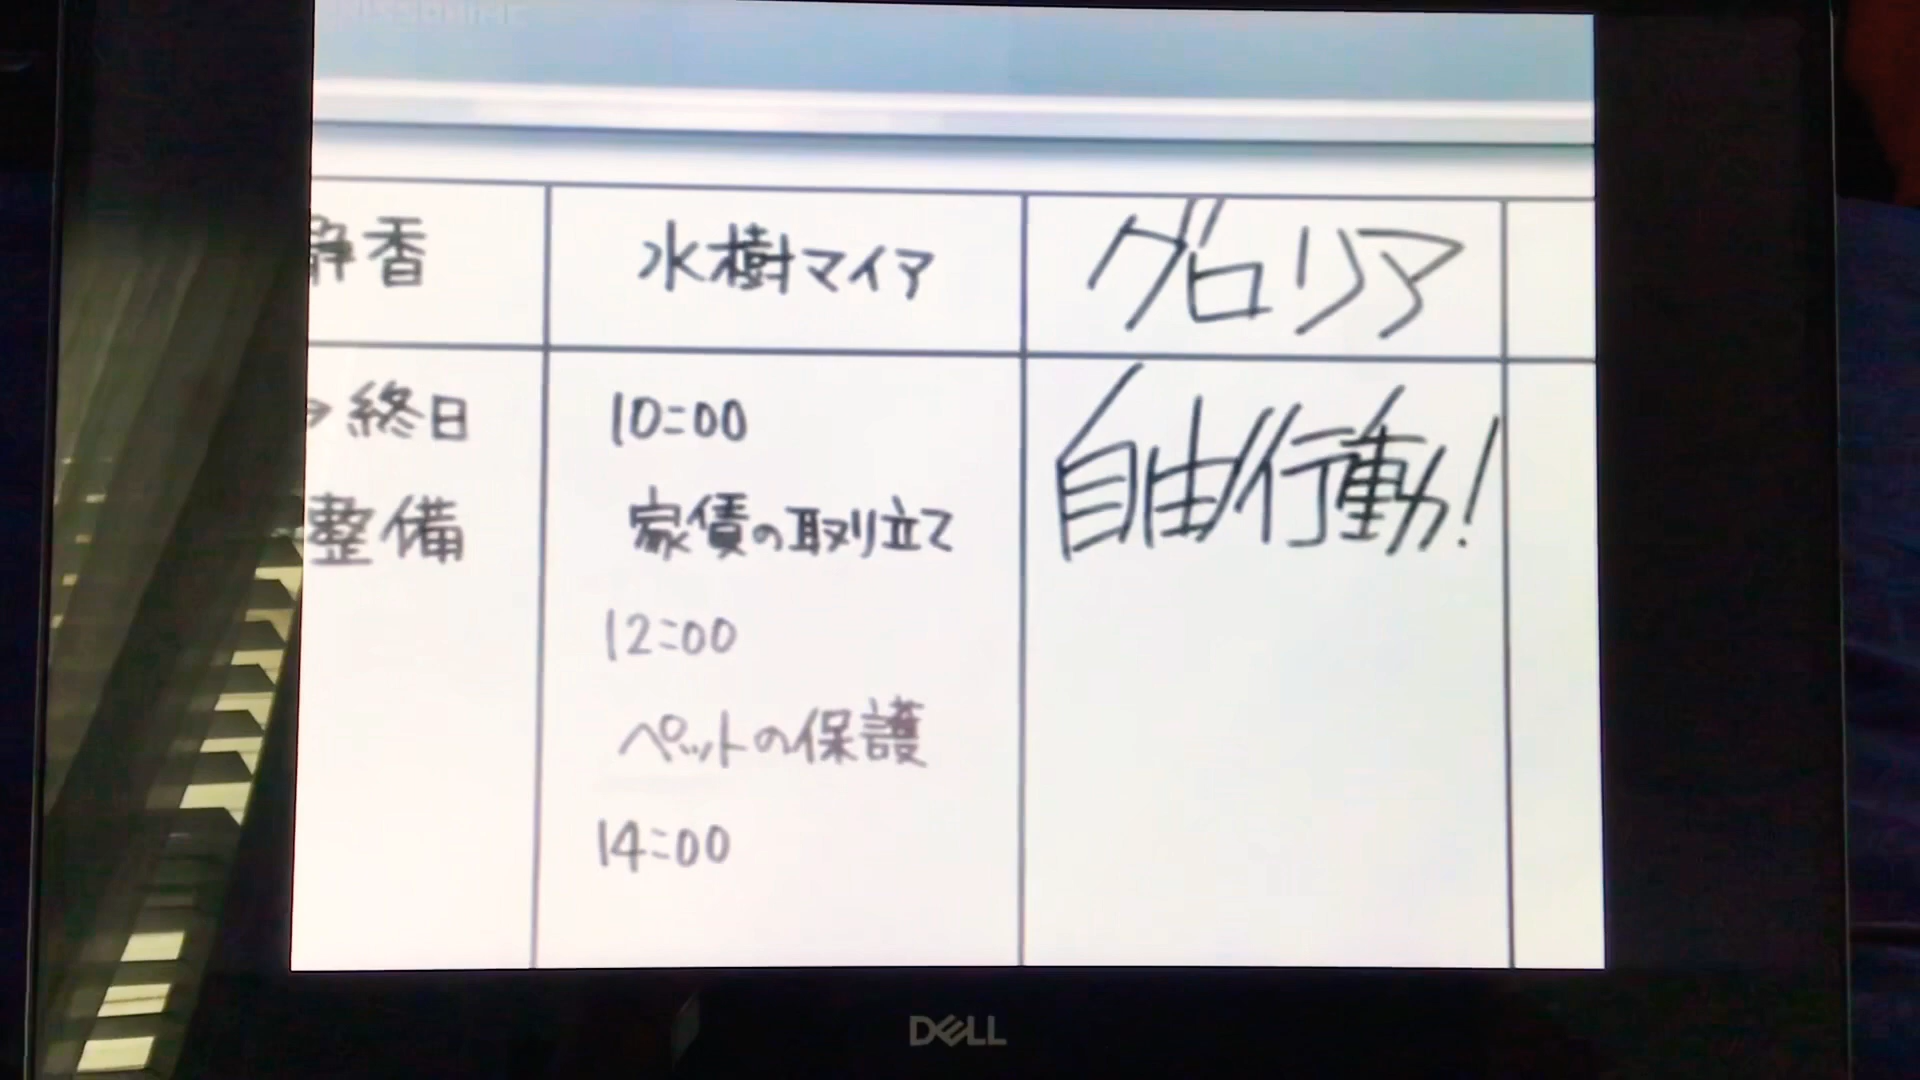 静香
水樹マイア
グロリア
終日
整備
10:00
家賃の取り立て
12:00
ペットの保護
14:00
自由行動!
DELL